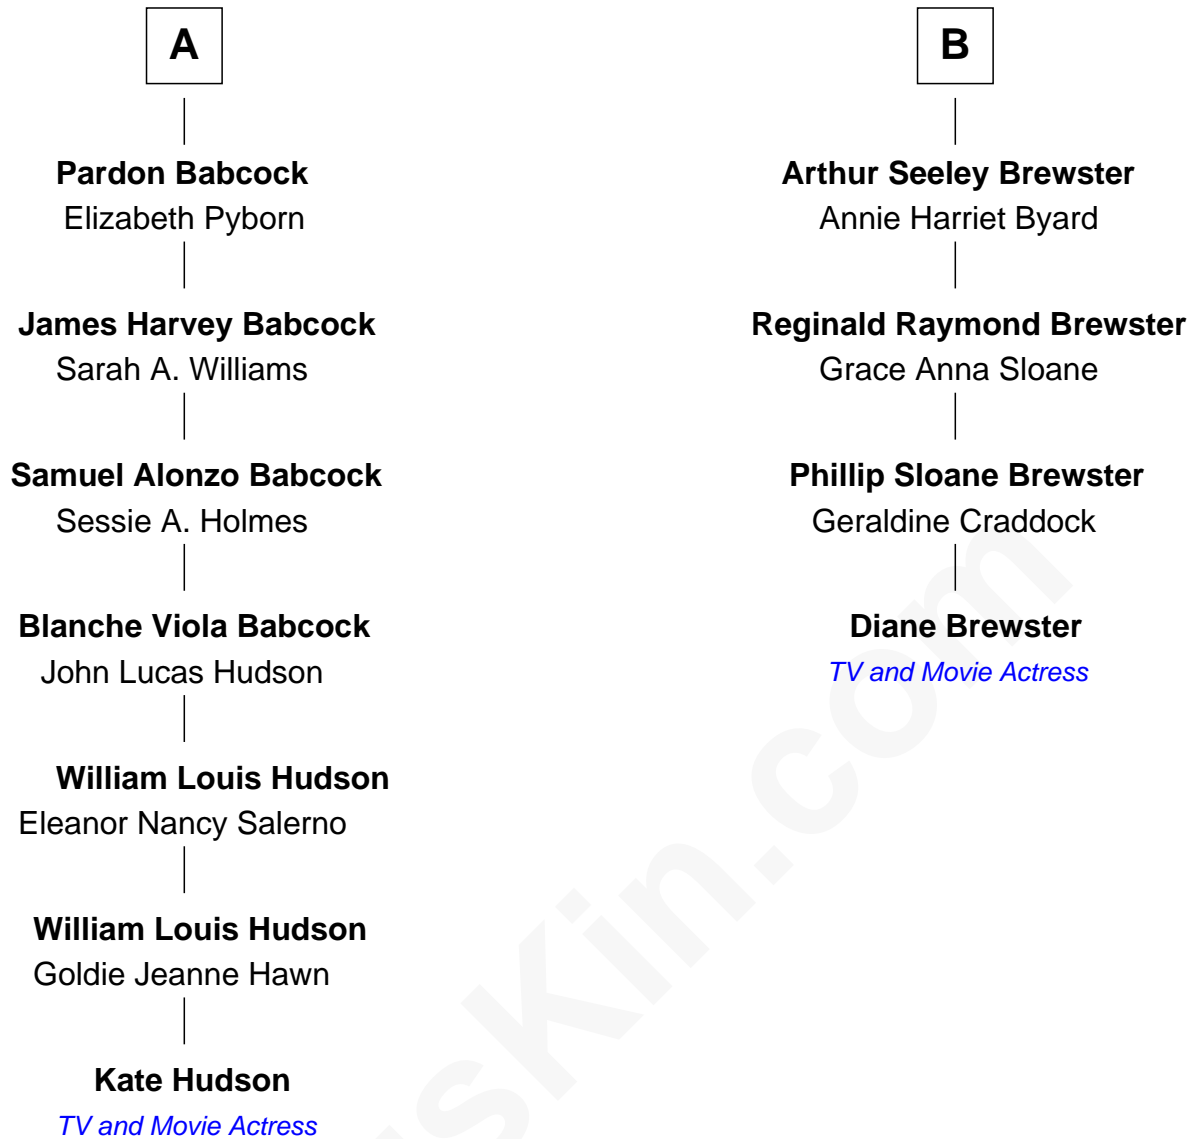 A
Pardon Babcock
Elizabeth Pyborn
James Harvey Babcock
Sarah A. Williams
Samuel Alonzo Babcock
Sessie A. Holmes
Blanche Viola Babcock
John Lucas Hudson
William Louis Hudson
Eleanor Nancy Salerno
William Louis Hudson
Goldie Jeanne Hawn
Kate Hudson
TV and Movie Actress
B
Arthur Seeley Brewster
Annie Harriet Byard
Reginald Raymond Brewster
Grace Anna Sloane
Phillip Sloane Brewster
Geraldine Craddock
Diane Brewster
TV and Movie Actress
sKin.com